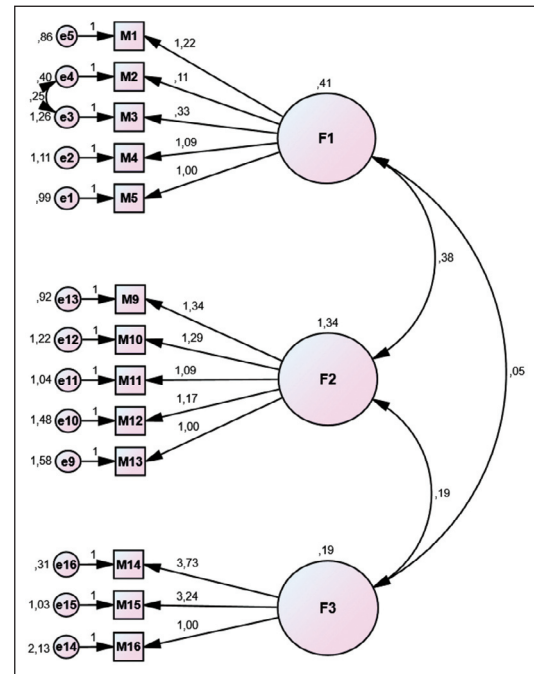 ,86 e5 1 M1 1,22
,40 e4 1 M2 ,11 ,41
,25
1,26 e3 1 M3 ,33 F1
1,11 e2 1 M4 1,09
,99 e1 1 M5 1,00
,38
,92 e13 1 M9 1,34
1,22 e12 1 M10 1,29 1,34
1,04 e11 1 M11 1,09 F2 ,05
1,48 e10 1 M12 1,17
1,58 e9 1 M13 1,00
,19
,31 e16 1 M14 3,73 ,19
1,03 e15 1 M15 3,24 F3
2,13 e14 1 M16 1,00